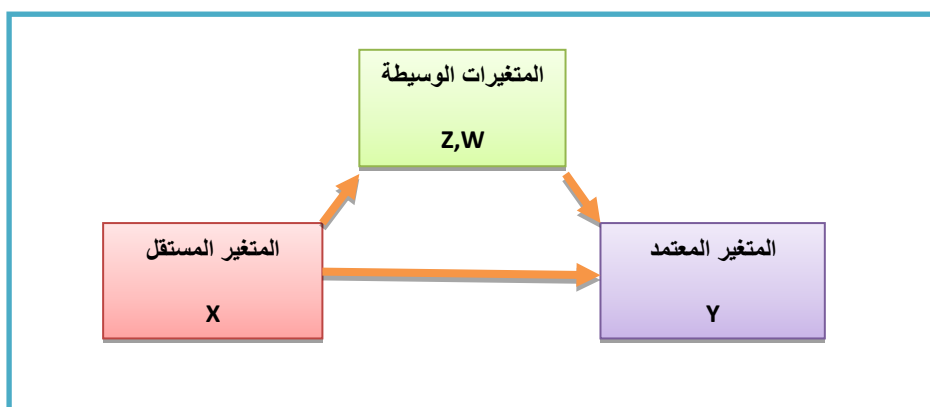 المتغيرات الوسيطة
Z,W
المتغير المستقل
X
المتغير المعتمد
Y